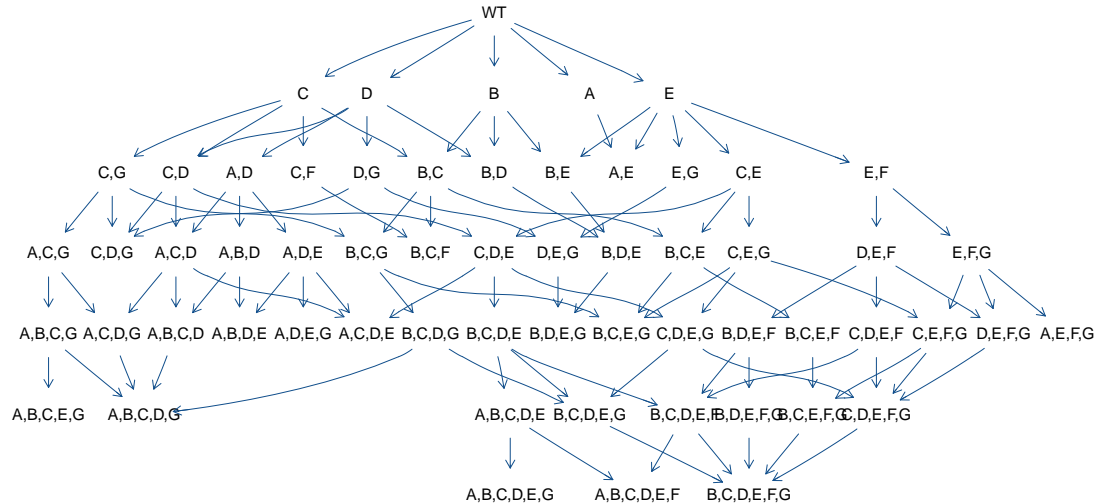 WT
C D B A E
C,G C,D A,D C,F D,G B,C B,D B,E A,E E,G C,E E,F
A,C,G C,D,G A,C,D A,B,D A,D,E B,C,G B,C,F C,D,E D,E,G B,D,E B,C,E C,E,G D,E,F E,F,G
A,B,C,G A,C,D,G A,B,C,D A,B,D,E A,D,E,G A,C,D,E B,C,D,G B,C,D,E B,D,E,G B,C,E,G C,D,E,G B,D,E,F B,C,E,F C,D,E,F C,E,F,G D,E,F,G A,E,F,G
A,B,C,E,G A,B,C,D,G A,B,C,D,E B,C,D,E,G B,C,D,E,F B,D,E,F,G B,C,E,F,G C,D,E,F,G
A,B,C,D,E,G A,B,C,D,E,F B,C,D,E,F,G